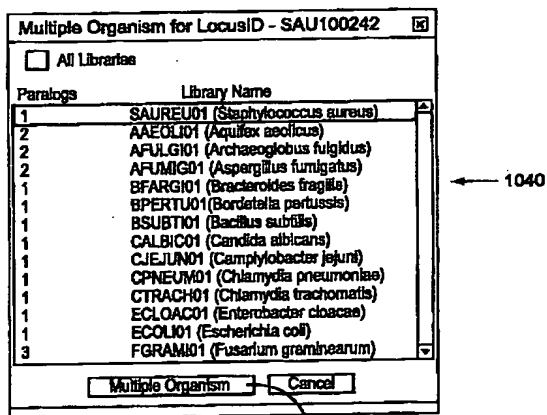 Multiple Organism for LocusID - SAU100242
All Libraries
Paralogs Library Name
1 SAUREU01 (Staphylococcus aureus)
2 AAEOLI01 (Aquifex aeolicus)
2 AFULGI01 (Archaeoglobus fulgidus)
2 AFUMIG01 (Aspergillus fumigatus)
1 BFARGI01 (Bracteroides fragilis)
1 BPERTU01(Bordatella pertussis)
1 BSUBTI01 (Bacillus subtilis)
1 CALBIC01 (Candida albicans)
1 CJEJUN01 (Camplylobacter jejuni)
1 CPNEUM01 (Chlamydia pneumoniae)
1 CTRACH01 (Chlamydia trachomatis)
1 ECLOAC01 (Enterobacter cloacae)
1 ECOLI01 (Escherichia coli)
3 FGRAMI01 (Fusarium graminearum)
1040
Multiple Organism Cancel